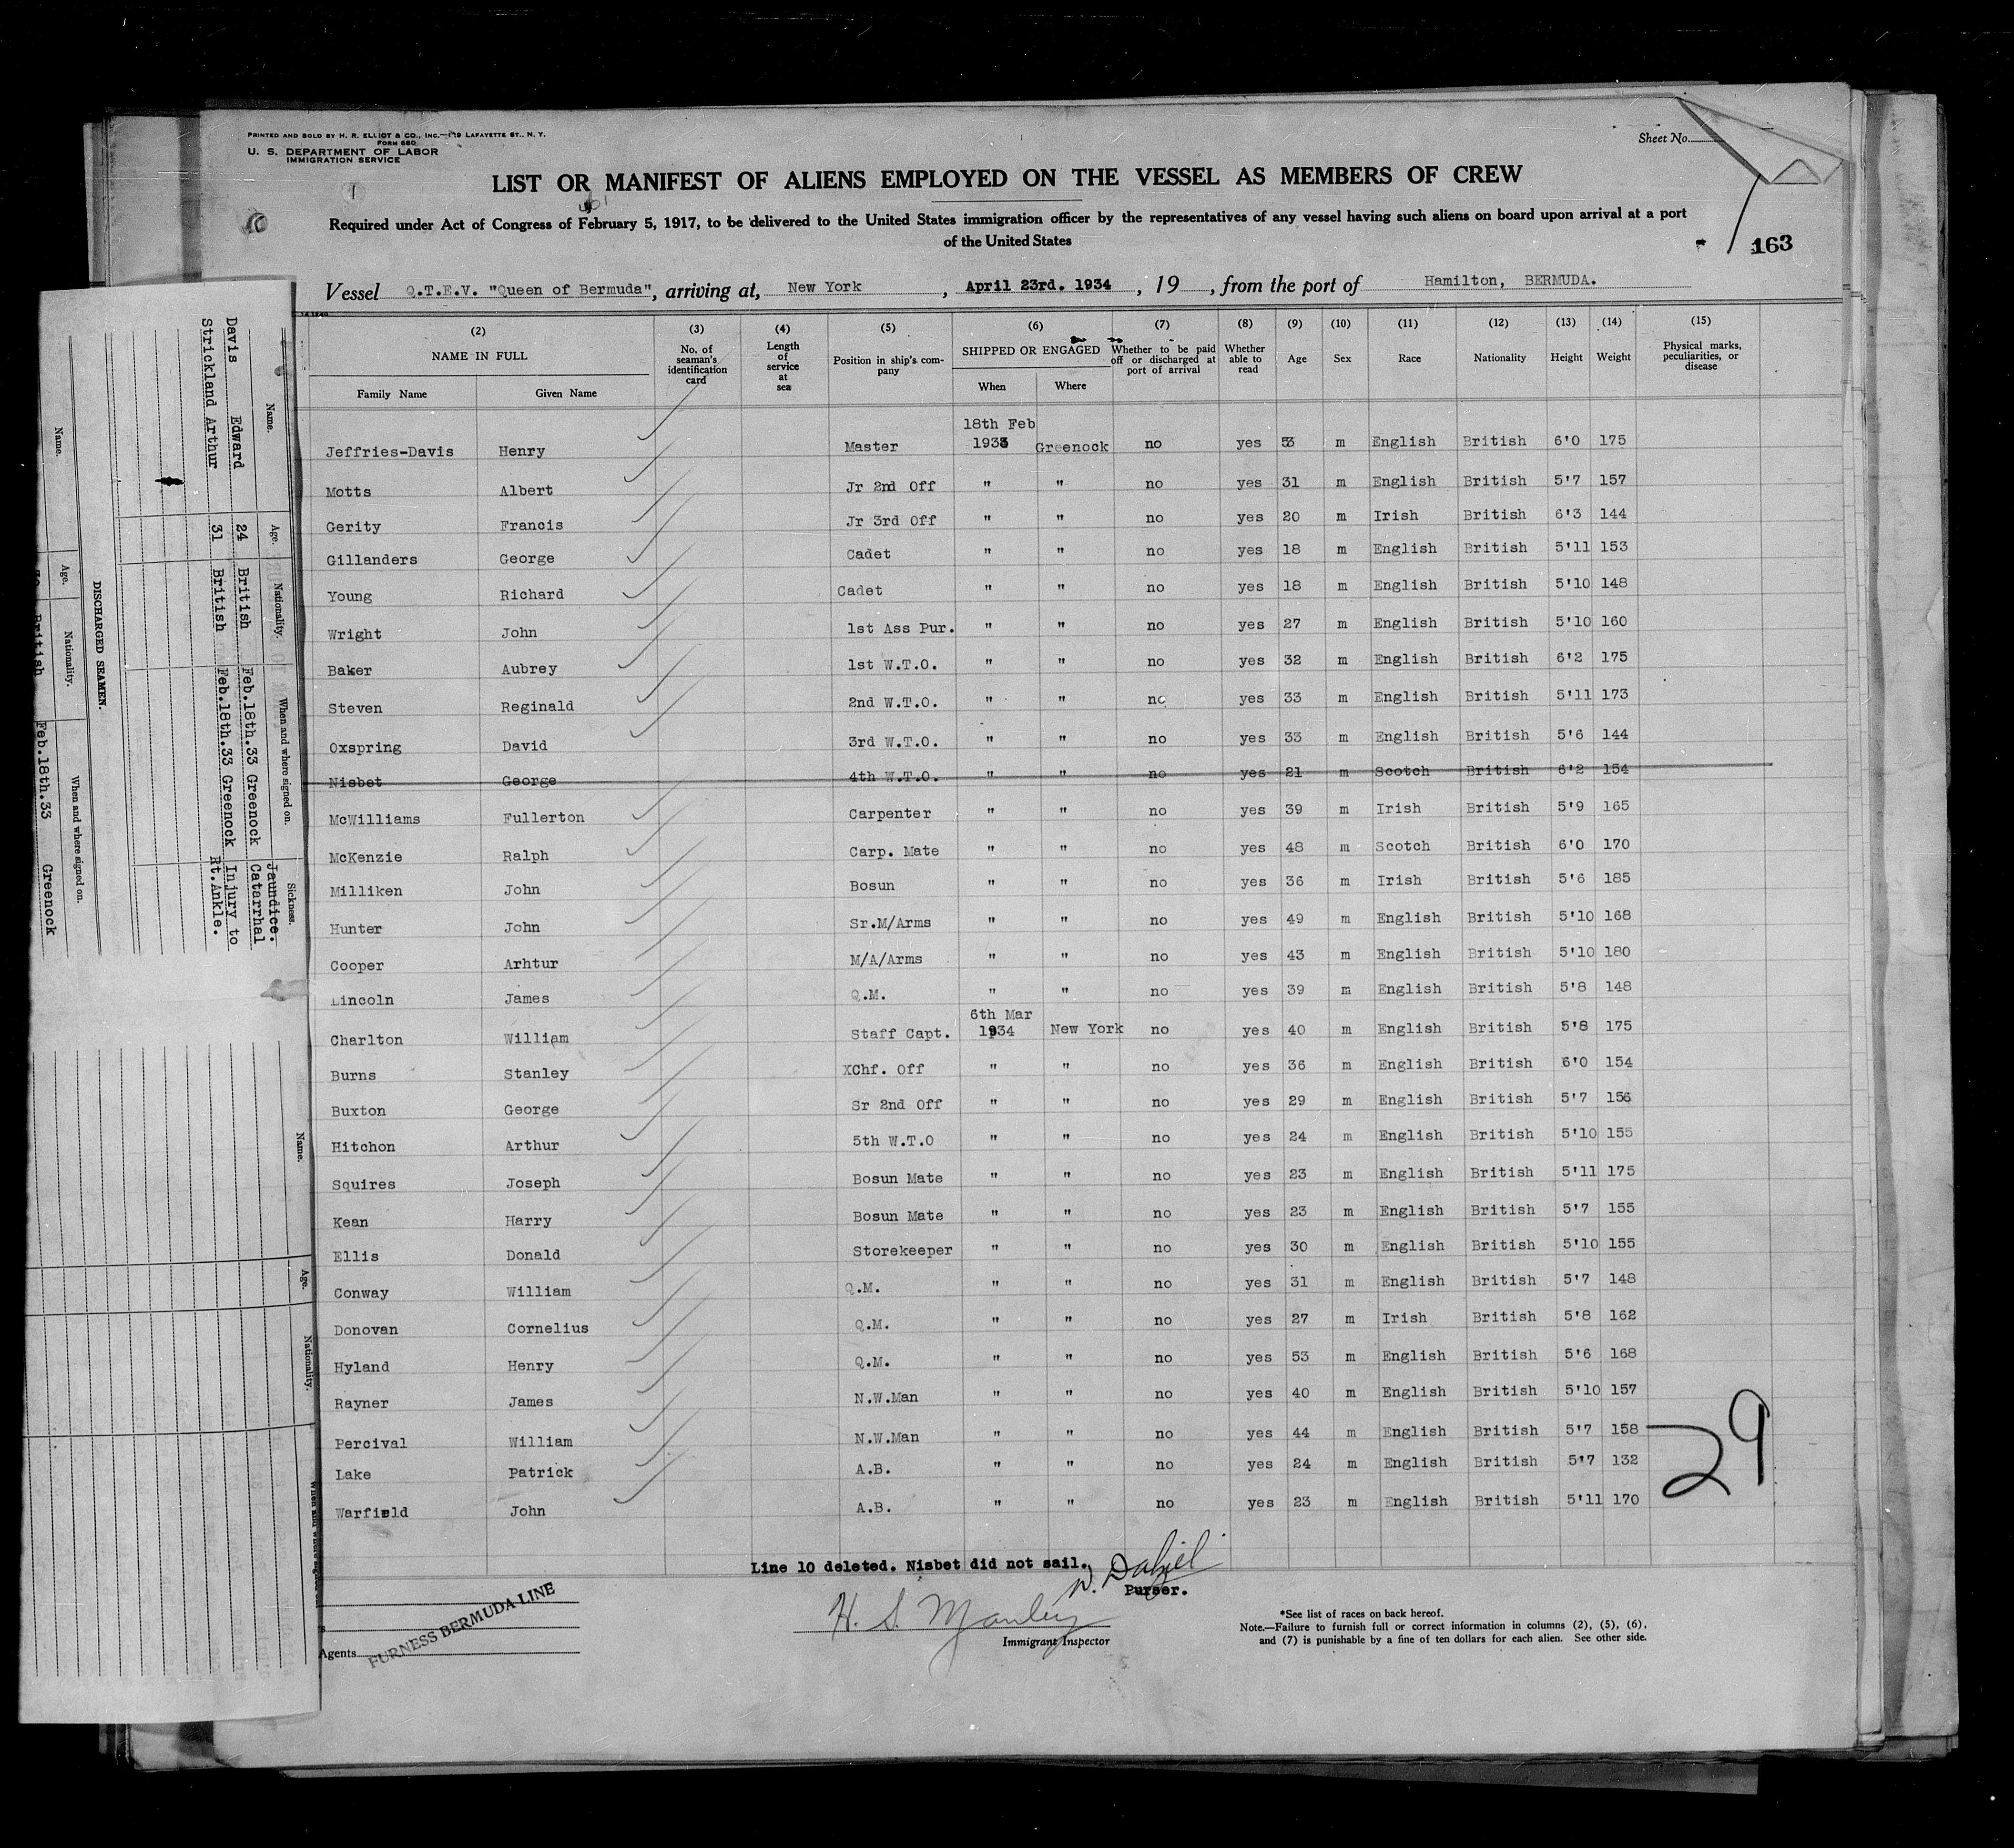 PRINTED AND SOLD BY H. R. ELLIOT & CO., INC.—179 LAFAYETTE ST., N. Y.
FORM 680
U. S. DEPARTMENT OF LABOR
IMMIGRATION SERVICE
Sheet No.
LIST OR MANIFEST OF ALIENS EMPLOYED ON THE VESSEL AS MEMBERS OF CREW
Required under Act of Congress of February 5, 1917, to be delivered to the United States immigration officer by the representatives of any vessel having such aliens on board upon arrival at a port
of the United States
163
Vessel Q.T.E.V. "Queen of Bermuda", arriving at, New York, April 23rd. 1934, 19, from the port of Hamilton, BERMUDA.
(2) (3) (4) (5) (6) (7) (8) (9) (10) (11) (12) (13) (14) (15)
NAME IN FULL No. of seaman's identification card Length of service at sea Position in ship's company SHIPPED OR ENGAGED Whether to be paid off or discharged at port of arrival Whether able to read Age Sex Race Nationality Height Weight Physical marks, peculiarities, or disease
Family Name Given Name When Where
18th Feb
Jeffries-Davis Henry Master 1933 Greenock no yes 53 m English British 6'0 175
Motts Albert Jr 2nd Off " " no yes 31 m English British 5'7 157
Gerity Francis Jr 3rd Off " " no yes 20 m Irish British 6'3 144
Gillanders George Cadet " " no yes 18 m English British 5'11 153
Young Richard Cadet " " no yes 18 m English British 5'10 148
Wright John 1st Ass Pur. " " no yes 27 m English British 5'10 160
Baker Aubrey 1st W.T.O. " " no yes 32 m English British 6'2 175
Steven Reginald 2nd W.T.O. " " no yes 33 m English British 5'11 173
Oxspring David 3rd W.T.O. " " no yes 33 m English British 5'6 144
Nisbet George 4th W.T.O. " " no yes 21 m Scotch British 6'2 154
McWilliams Fullerton Carpenter " " no yes 39 m Irish British 5'9 165
McKenzie Ralph Carp. Mate " " no yes 48 m Scotch British 6'0 170
Milliken John Bosun " " no yes 36 m Irish British 5'6 185
Hunter John Sr.M/Arms " " no yes 49 m English British 5'10 168
Cooper Arhtur M/A/Arms " " no yes 43 m English British 5'10 180
Lincoln James Q.M. " " no yes 39 m English British 5'8 148
6th Mar
Charlton William Staff Capt. 1934 New York no yes 40 m English British 5'8 175
Burns Stanley XChf. Off " " no yes 36 m English British 6'0 154
Buxton George Sr 2nd Off " " no yes 29 m English British 5'7 156
Hitchon Arthur 5th W.T.O " " no yes 24 m English British 5'10 155
Squires Joseph Bosun Mate " " no yes 23 m English British 5'11 175
Kean Harry Bosun Mate " " no yes 23 m English British 5'7 155
Ellis Donald Storekeeper " " no yes 30 m English British 5'10 155
Conway William Q.M. " " no yes 31 m English British 5'7 148
Donovan Cornelius Q.M. " " no yes 27 m Irish British 5'8 162
Hyland Henry Q.M. " " no yes 53 m English British 5'6 168
Rayner James N.W.Man " " no yes 40 m English British 5'10 157
Percival William N.W.Man " " no yes 44 m English British 5'7 158
Lake Patrick A.B. " " no yes 24 m English British 5'7 132
Warfield John A.B. " " no yes 23 m English British 5'11 170
29
Line 10 deleted. Nisbet did not sail.
W. Dalziel
Purser.
H. S. Manley
Immigrant Inspector
Agents FURNESS BERMUDA LINE
*See list of races on back hereof.
Note.—Failure to furnish full or correct information in columns (2), (5), (6),
and (7) is punishable by a fine of ten dollars for each alien. See other side.
Name. Age. Nationality. When and where signed on. Sickness.
Davis Edward 24 British Feb.18th.33 Greenock Catarrhal Jaundice.
Strickland Arthur 31 British Feb.18th.33 Greenock Injury to Rt.Ankle.
DISCHARGED SEAMEN.
Name. Age. Nationality. When and where signed on.
British Feb.18th.33 Greenock
Name. Age. Nationality.